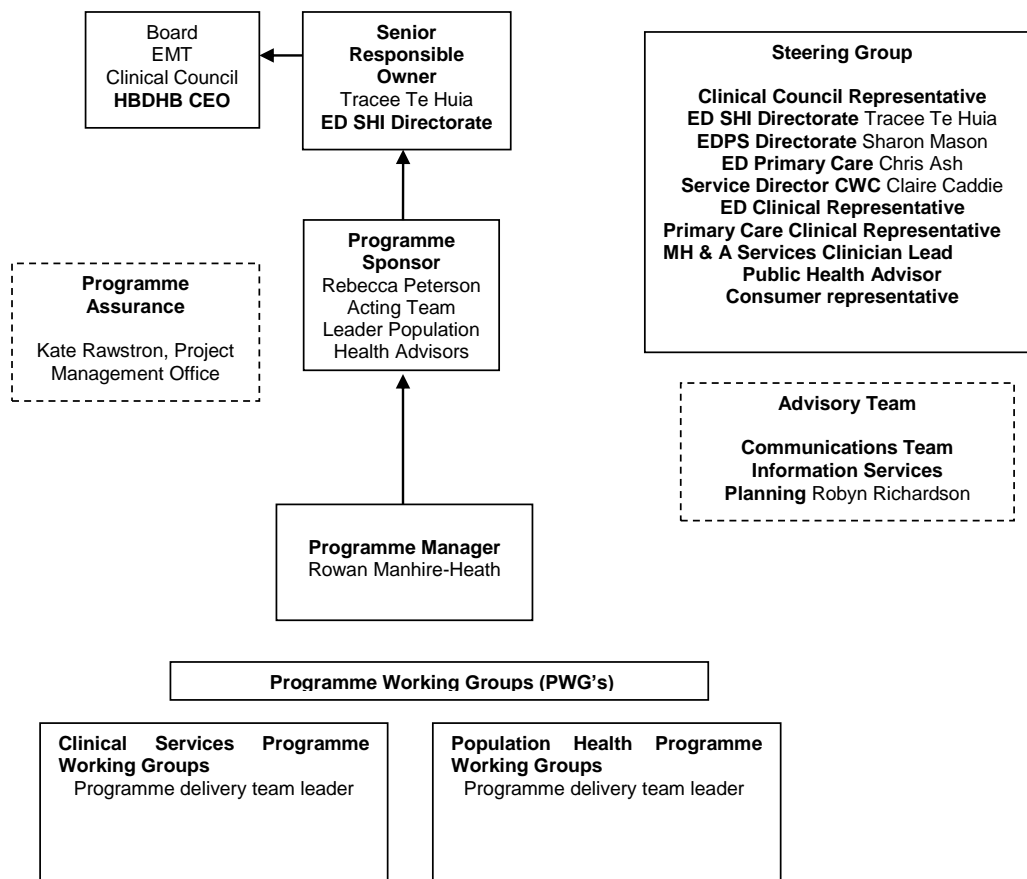 Board
EMT
Clinical Council
HBDHB CEO
Senior
Responsible
Owner
Tracee Te Huia
ED SHI Directorate
Steering Group
Clinical Council Representative
ED SHI Directorate Tracee Te Huia
EDPS Directorate Sharon Mason
ED Primary Care Chris Ash
Service Director CWC Claire Caddie
ED Clinical Representative
Primary Care Clinical Representative
MH & A Services Clinician Lead
Public Health Advisor
Consumer representative
Programme
Sponsor
Rebecca Peterson
Acting Team
Leader Population
Health Advisors
Programme
Assurance
Kate Rawstron, Project
Management Office
Advisory Team
Communications Team
Information Services
Planning Robyn Richardson
Programme Manager
Rowan Manhire-Heath
Programme Working Groups (PWG's)
Clinical Services Programme
Working Groups
Programme delivery team leader
Population Health Programme
Working Groups
Programme delivery team leader